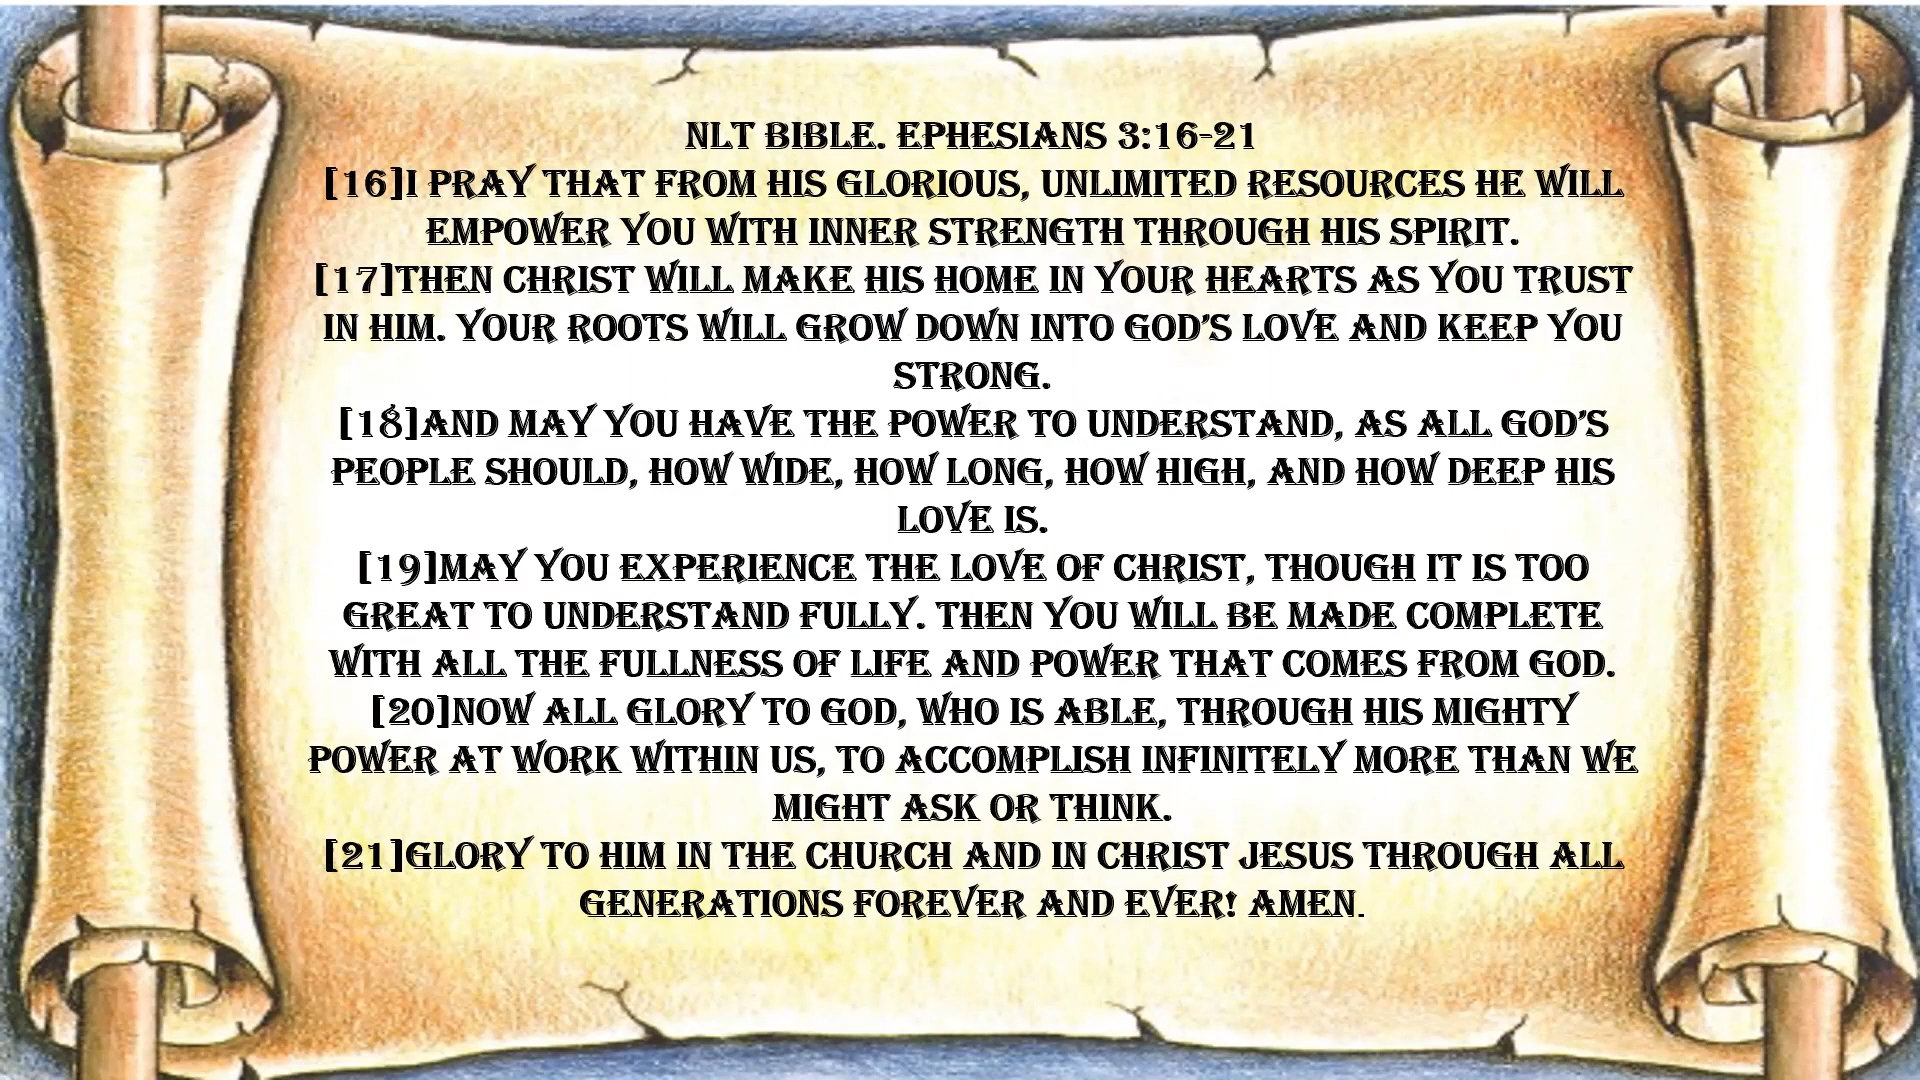 NLT BIBLE. EPHESIANS 3:16-21
[16]I PRAY THAT FROM HIS GLORIOUS, UNLIMITED RESOURCES HE WILL
EMPOWER YOU WITH INNER STRENGTH THROUGH HIS SPIRIT.
[17]THEN CHRIST WILL MAKE HIS HOME IN YOUR HEARTS AS YOU TRUST
IN HIM. YOUR ROOTS WILL GROW DOWN INTO GOD’S LOVE AND KEEP YOU
STRONG.
[18]AND MAY YOU HAVE THE POWER TO UNDERSTAND, AS ALL GOD’S
PEOPLE SHOULD, HOW WIDE, HOW LONG, HOW HIGH, AND HOW DEEP HIS
LOVE IS.
[19]MAY YOU EXPERIENCE THE LOVE OF CHRIST, THOUGH IT IS TOO
GREAT TO UNDERSTAND FULLY. THEN YOU WILL BE MADE COMPLETE
WITH ALL THE FULLNESS OF LIFE AND POWER THAT COMES FROM GOD.
[20]NOW ALL GLORY TO GOD, WHO IS ABLE, THROUGH HIS MIGHTY
POWER AT WORK WITHIN US, TO ACCOMPLISH INFINITELY MORE THAN WE
MIGHT ASK OR THINK.
[21]GLORY TO HIM IN THE CHURCH AND IN CHRIST JESUS THROUGH ALL
GENERATIONS FOREVER AND EVER! AMEN.